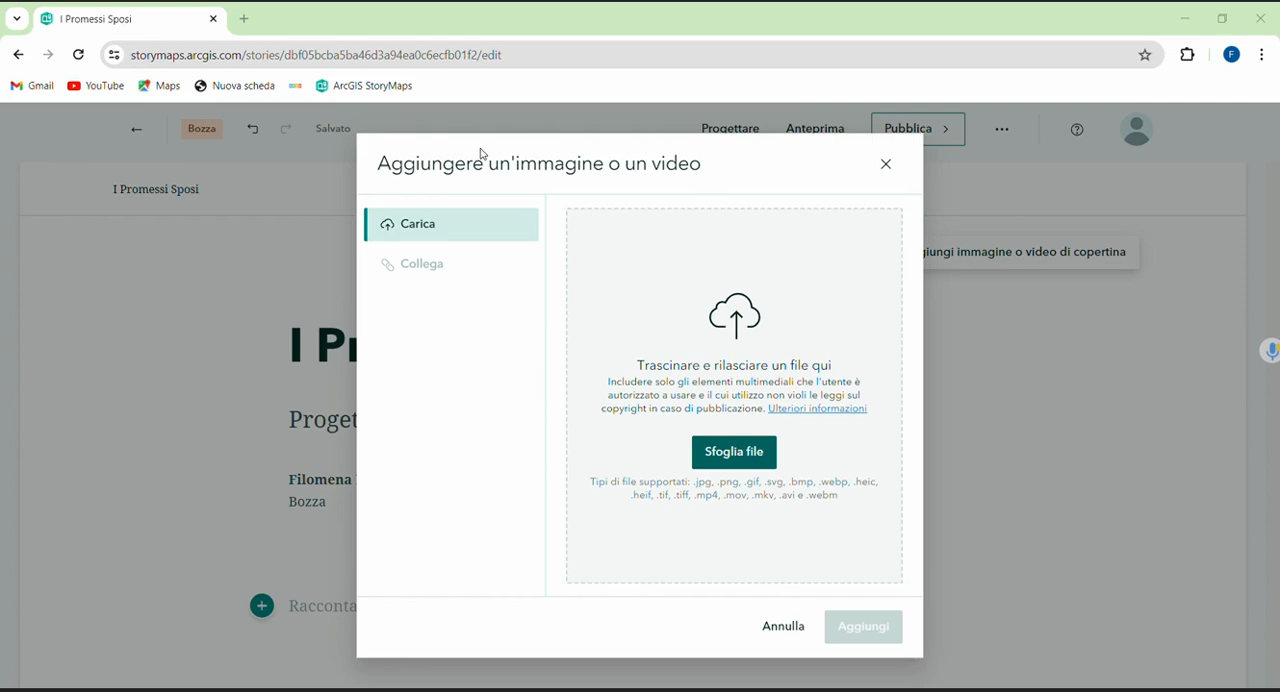 I Promessi Sposi
storymaps.arcgis.com/stories/dbf05bcba5ba46d3a94ea0c6ecfb01f2/edit
F
Gmail YouTube Maps Nuova scheda ArcGIS StoryMaps
Bozza Salvato Progettare Anteprima Pubblica
Aggiungere un'immagine o un video
I Promessi Sposi
Carica
Collega
immagine o video di copertina
I
Trascinare e rilasciare un file qui
Includere solo gli elementi multimediali che l'utente è
autorizzato a usare e il cui utilizzo non violi le leggi sul
copyright in caso di pubblicazione. Ulteriori informazioni
Sfoglia file
Tipi di file supportati: .jpg, .png, .gif, .svg, .bmp, .webp, .heic,
.heif, .tif, .tiff, .mp4, .mov, .mkv, .avi e .webm
Filomena
Bozza
Racconta
Annulla Aggiungi